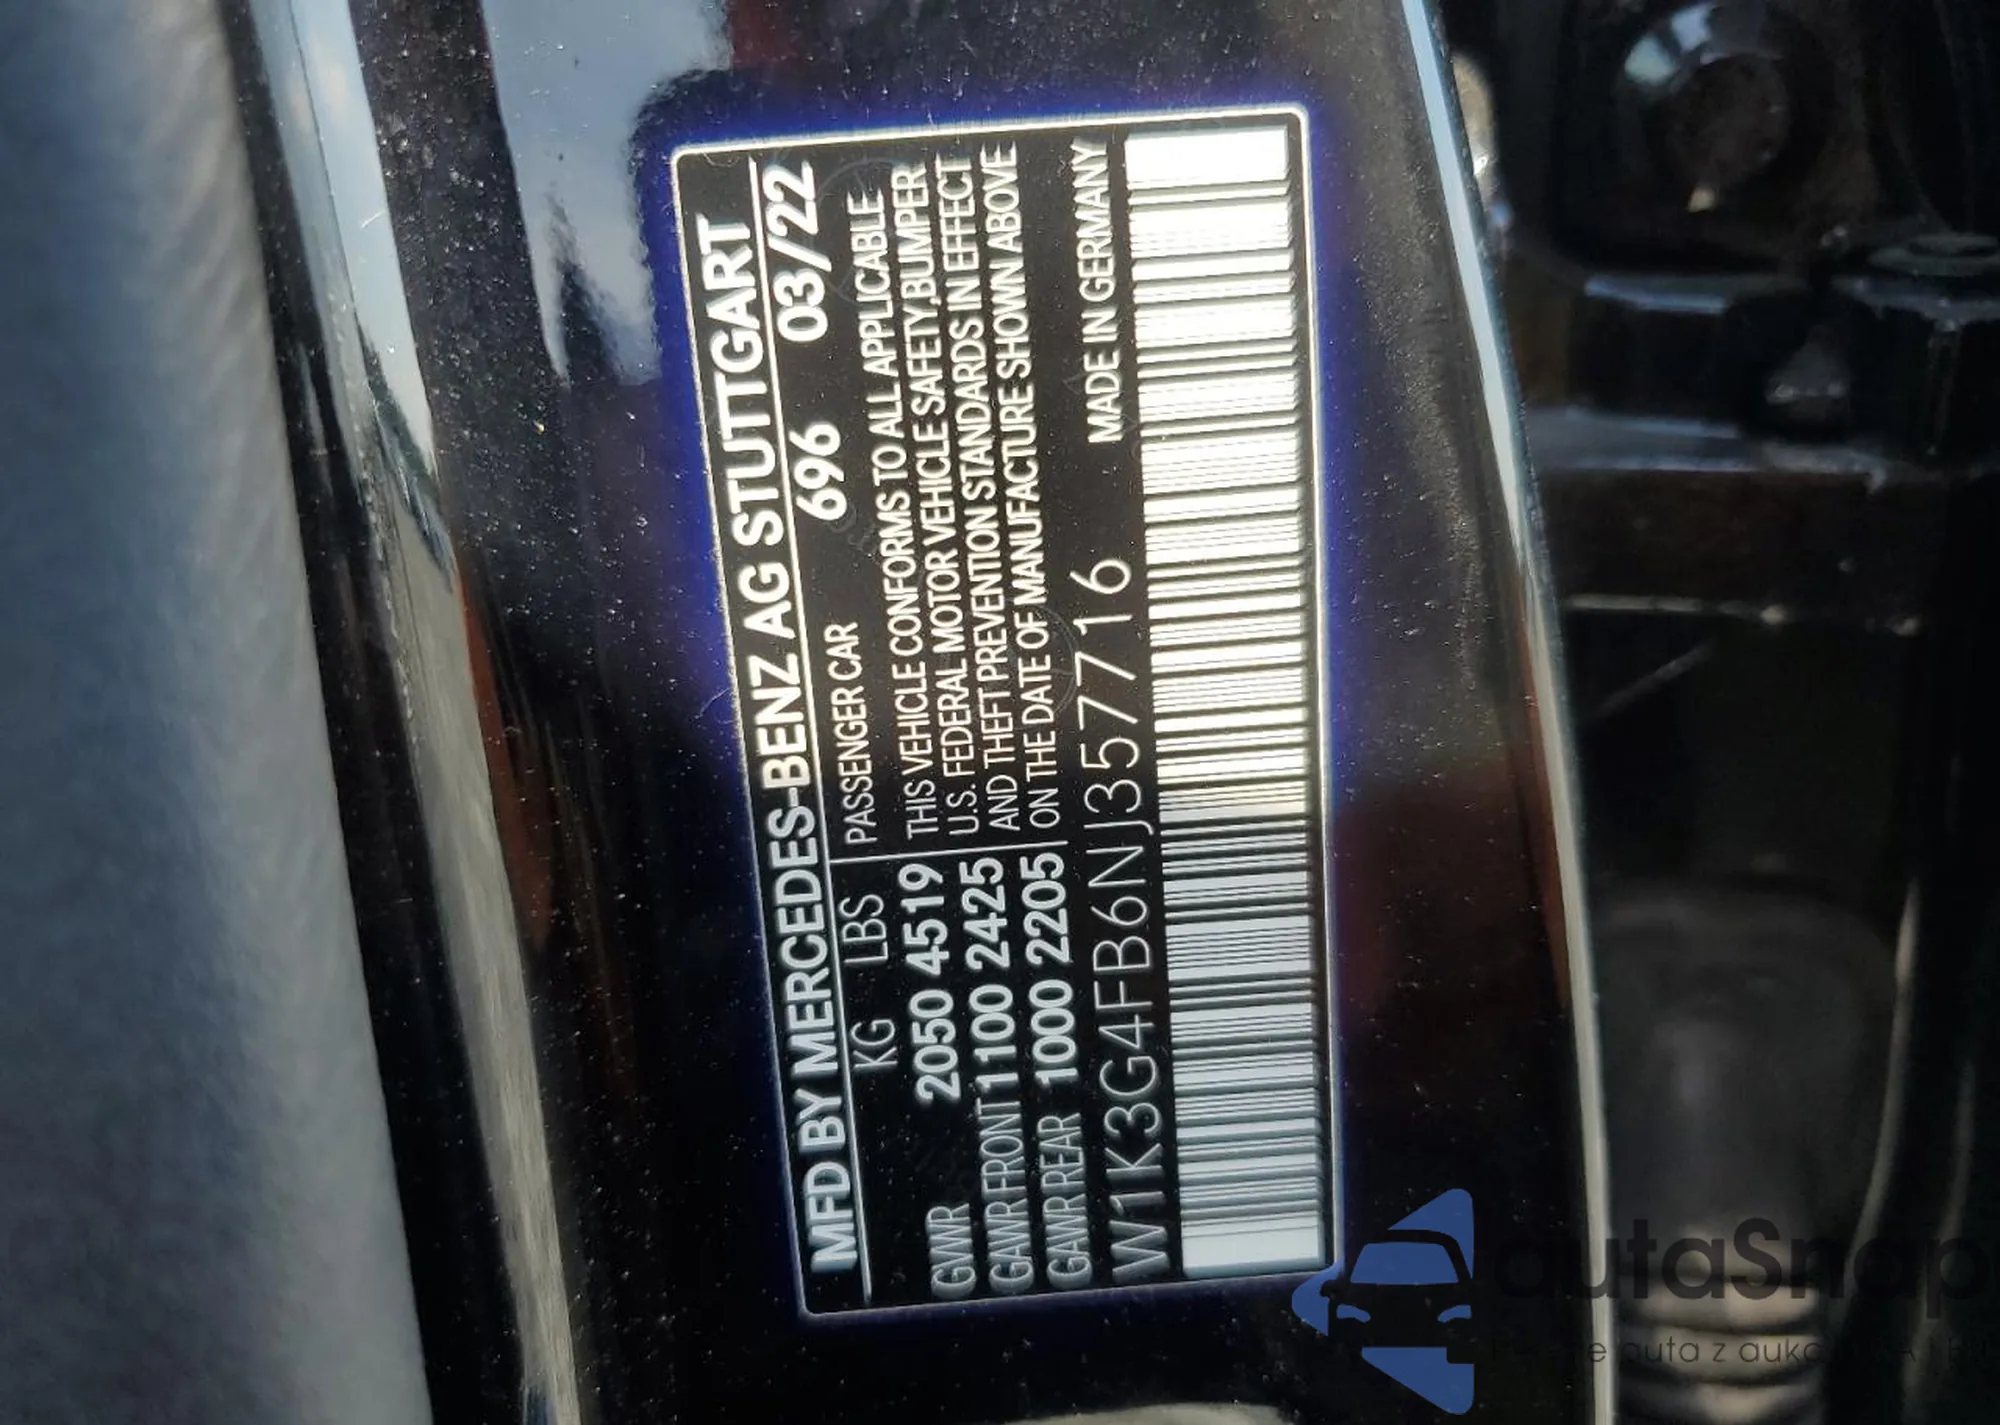 MFD BY MERCEDES-BENZ AG STUTTGART
KG LBS
PASSENGER CAR 696 03/22
GVWR 2050 4519
GAWR FRONT 1100 2425
GAWR REAR 1000 2205
THIS VEHICLE CONFORMS TO ALL APPLICABLE
U.S. FEDERAL MOTOR VEHICLE SAFETY,BUMPER
AND THEFT PREVENTION STANDARDS IN EFFECT
ON THE DATE OF MANUFACTURE SHOWN ABOVE
W1K3G4FB6NJ357716 MADE IN GERMANY
autaSnap
auta z